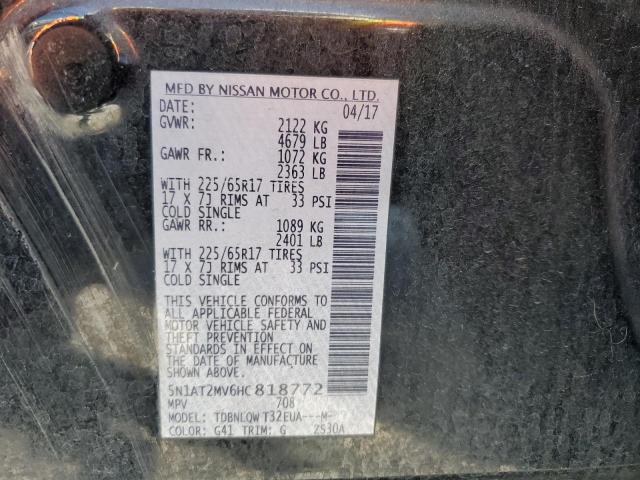 MFD BY NISSAN MOTOR CO., LTD.
DATE: 04/17
GVWR: 2122 KG
4679 LB
GAWR FR.: 1072 KG
2363 LB
WITH 225/65R17 TIRES
17 X 7J RIMS AT 33 PSI
COLD SINGLE
GAWR RR.: 1089 KG
2401 LB
WITH 225/65R17 TIRES
17 X 7J RIMS AT 33 PSI
COLD SINGLE
THIS VEHICLE CONFORMS TO
ALL APPLICABLE FEDERAL
MOTOR VEHICLE SAFETY AND
THEFT PREVENTION
STANDARDS IN EFFECT ON
THE DATE OF MANUFACTURE
SHOWN ABOVE.
5N1AT2MV6HC818772
MPV 708
MODEL: TDBNLQWT32EUA---M-
COLOR: G41 TRIM: G ZS30A